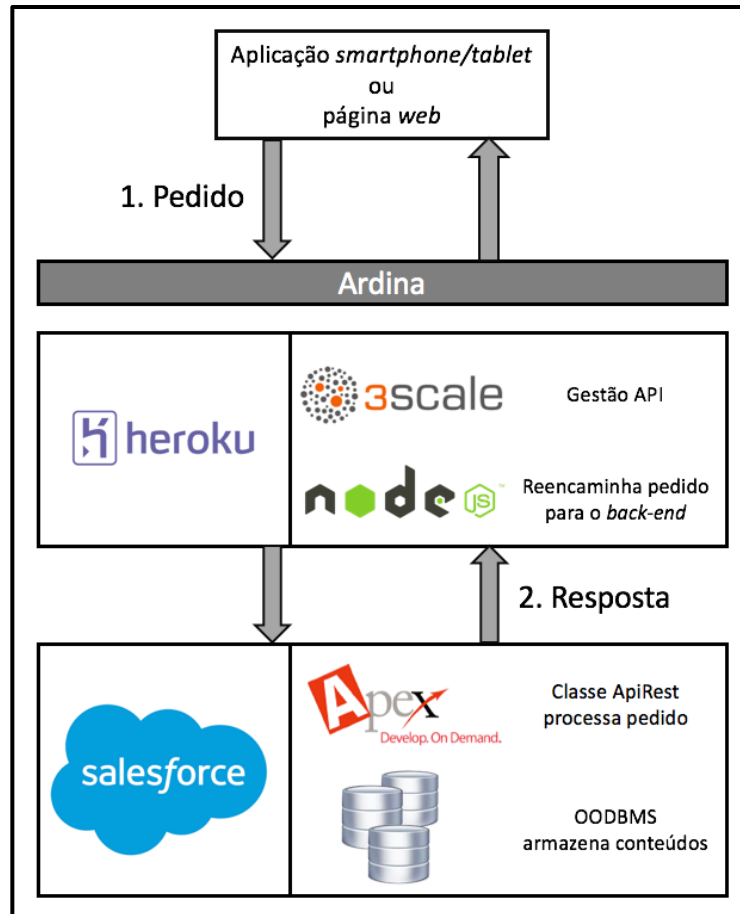 Aplicação smartphone/tablet
ou
página web
1. Pedido
Ardina
heroku
3scale
Gestão API
node JS™
Reencaminha pedido
para o back-end
2. Resposta
salesforce
Apex
Develop. On Demand.
Classe ApiRest
processa pedido
OODBMS
armazena conteúdos